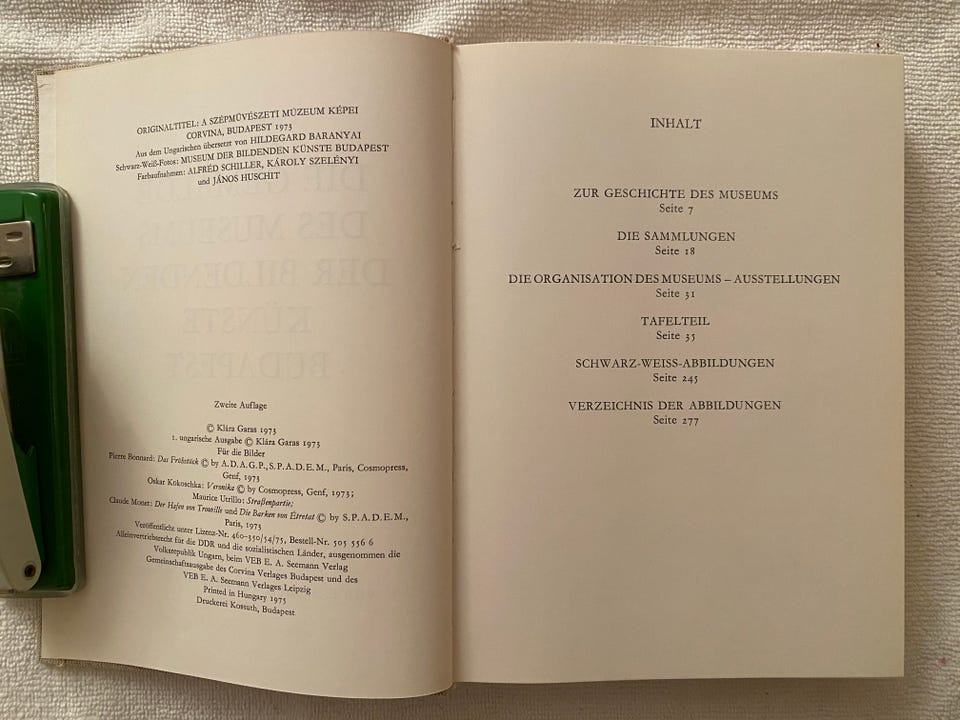 ORIGINALTITEL: A SZÉPMŰVÉSZETI MÚZEUM KÉPEI
CORVINA, BUDAPEST 1973
Aus dem Ungarischen übersetzt von HILDEGARD BARANYAI
Schwarz-Weiß-Fotos: MUSEUM DER BILDENDEN KÜNSTE BUDAPEST
Farbaufnahmen: ALFRÉD SCHILLER, KÁROLY SZELÉNYI
und JÁNOS HUSCHIT
Zweite Auflage
© Klára Garas 1973
1. ungarische Ausgabe © Klára Garas 1973
Für die Bilder
Pierre Bonnard: Das Frühstück © by A.D.A.G.P., S.P.A.D.E.M., Paris, Cosmopress,
Genf, 1973
Oskar Kokoschka: Veronika © by Cosmopress, Genf, 1973;
Maurice Utrillo: Straßenpartie;
Claude Monet: Der Hafen von Trouville und Die Barken von Étretat © by S.P.A.D.E.M.,
Paris, 1973
Veröffentlicht unter Lizenz-Nr. 460-350/54/75, Bestell-Nr. 505 556 6
Alleinvertriebsrecht für die DDR und die sozialistischen Länder, ausgenommen die
Volksrepublik Ungarn, beim VEB E. A. Seemann Verlag
Gemeinschaftsausgabe des Corvina Verlages Budapest und des
VEB E. A. Seemann Verlages Leipzig
Printed in Hungary 1975
Druckerei Kossuth, Budapest
INHALT
ZUR GESCHICHTE DES MUSEUMS
Seite 7
DIE SAMMLUNGEN
Seite 18
DIE ORGANISATION DES MUSEUMS – AUSSTELLUNGEN
Seite 31
TAFELTEIL
Seite 35
SCHWARZ-WEISS-ABBILDUNGEN
Seite 245
VERZEICHNIS DER ABBILDUNGEN
Seite 277